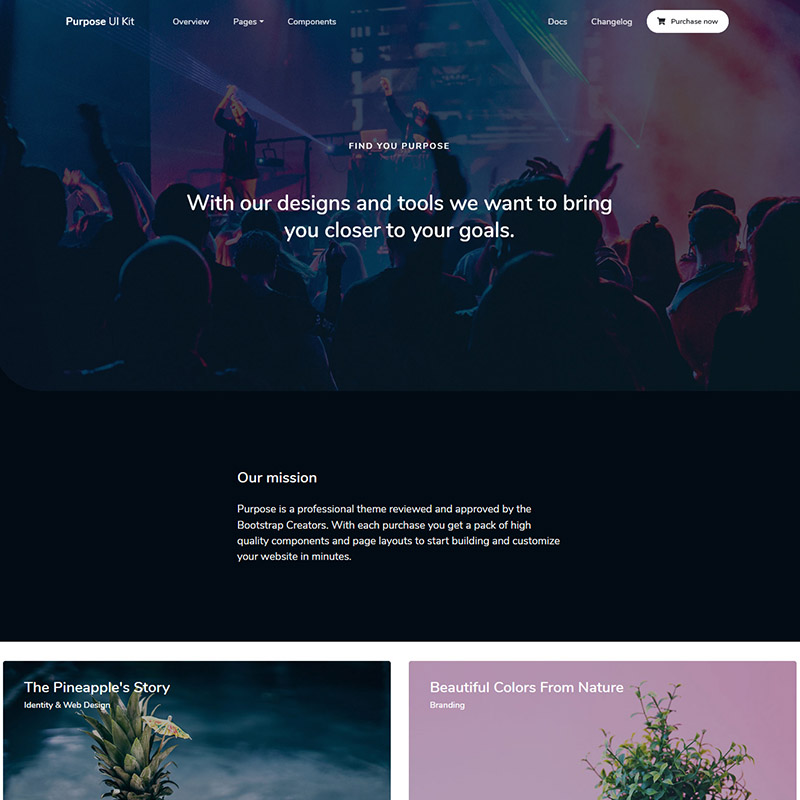 Purpose UI Kit Overview Pages Components Docs Changelog Purchase now
FIND YOU PURPOSE
With our designs and tools we want to bring
you closer to your goals.
Our mission
Purpose is a professional theme reviewed and approved by the
Bootstrap Creators. With each purchase you get a pack of high
quality components and page layouts to start building and customize
your website in minutes.
The Pineapple's Story
Identity & Web Design
Beautiful Colors From Nature
Branding